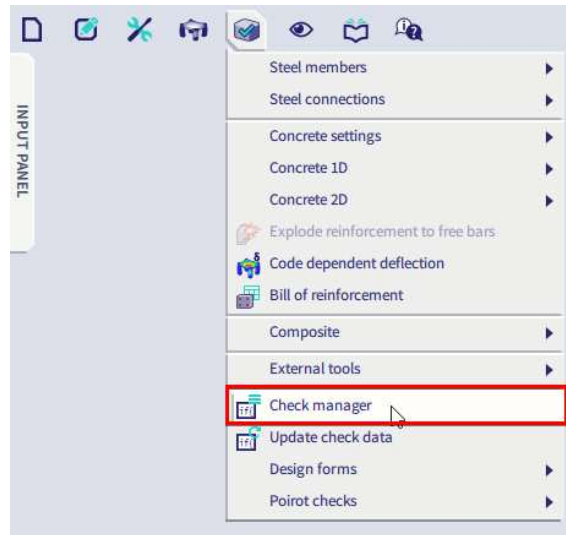 INPUT PANEL
Steel members
Steel connections
Concrete settings
Concrete 1D
Concrete 2D
Explode reinforcement to free bars
Code dependent deflection
Bill of reinforcement
Composite
External tools
Check manager
Update check data
Design forms
Poirot checks